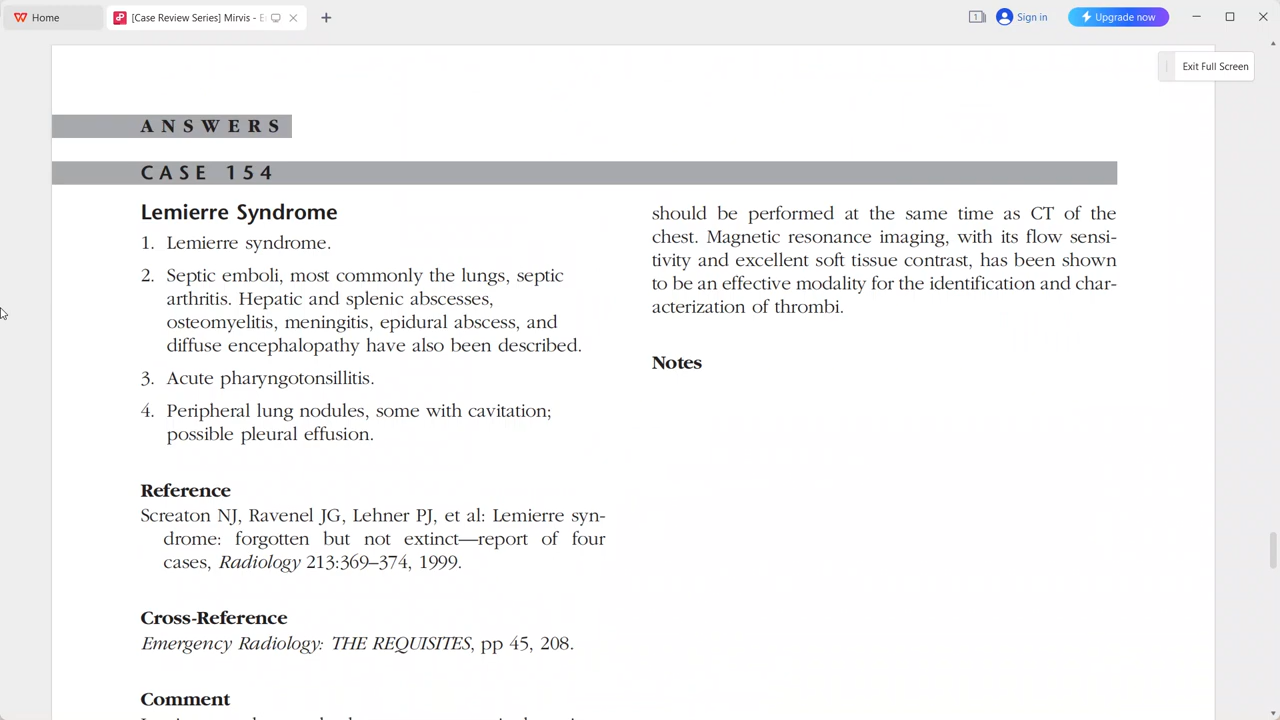 Home
[Case Review Series] Mirvis - E
1
Sign in
Upgrade now
Exit Full Screen
ANSWERS
CASE 154
Lemierre Syndrome
1. Lemierre syndrome.
2. Septic emboli, most commonly the lungs, septic
arthritis. Hepatic and splenic abscesses,
osteomyelitis, meningitis, epidural abscess, and
diffuse encephalopathy have also been described.
3. Acute pharyngotonsillitis.
4. Peripheral lung nodules, some with cavitation;
possible pleural effusion.
Reference
Screaton NJ, Ravenel JG, Lehner PJ, et al: Lemierre syn-
drome: forgotten but not extinct—report of four
cases, Radiology 213:369–374, 1999.
Cross-Reference
Emergency Radiology: THE REQUISITES, pp 45, 208.
Comment
should be performed at the same time as CT of the
chest. Magnetic resonance imaging, with its flow sensi-
tivity and excellent soft tissue contrast, has been shown
to be an effective modality for the identification and char-
acterization of thrombi.
Notes